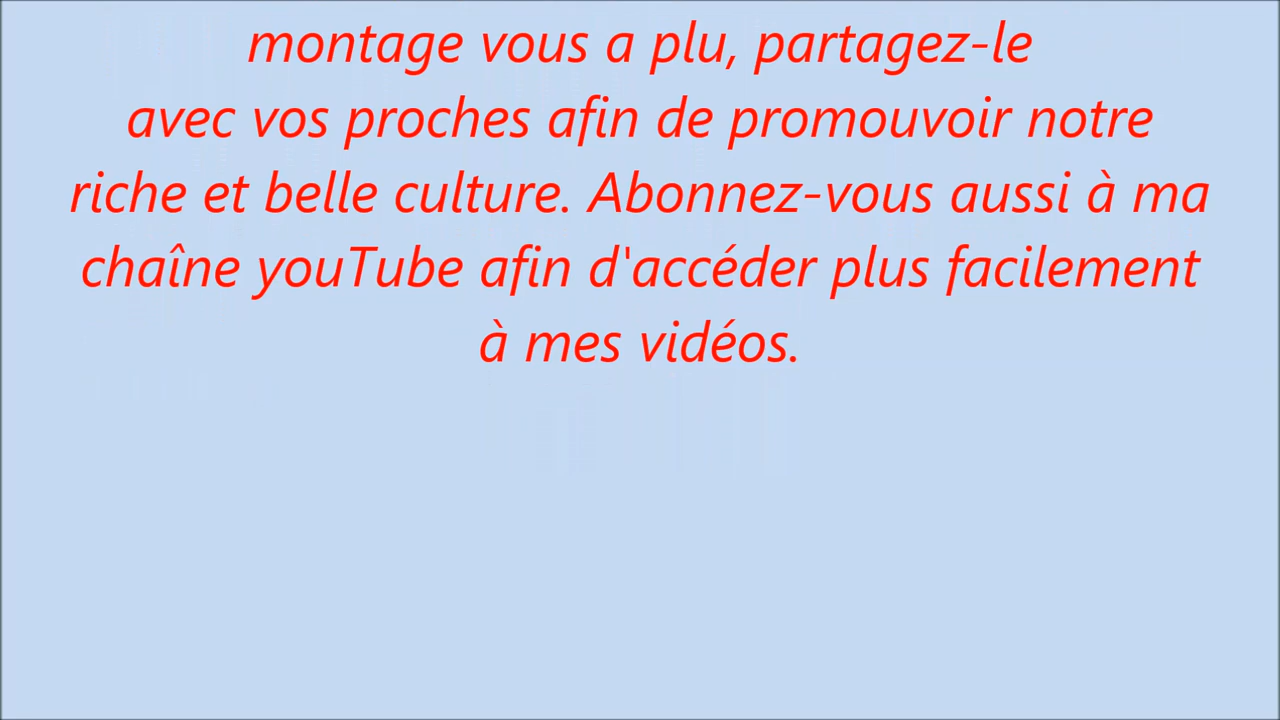 montage vous a plu, partagez-le
avec vos proches afin de promouvoir notre
riche et belle culture. Abonnez-vous aussi à ma
chaîne youTube afin d'accéder plus facilement
à mes vidéos.